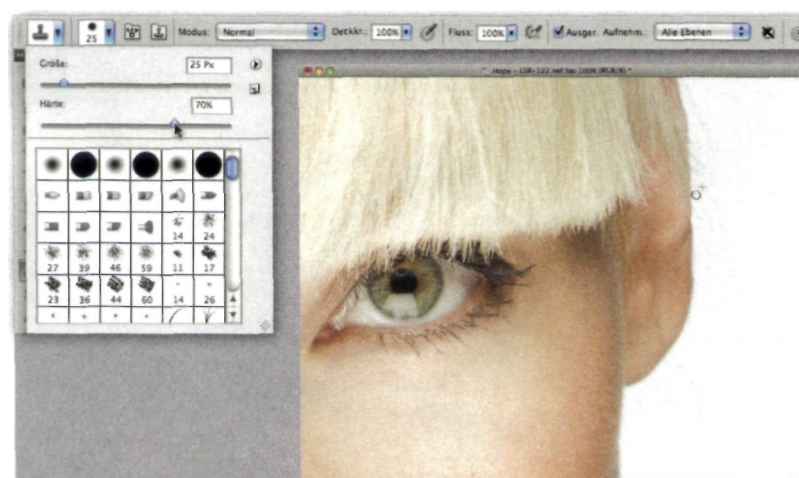 25 Modus: Normal Deckkr.: 100% Fluss: 100% Ausger. Aufnehm.: Alle Ebenen
Größe: 25 Px
Härte: 70%
14 24
27 39 46 59 11 17
23 36 44 60 14 26